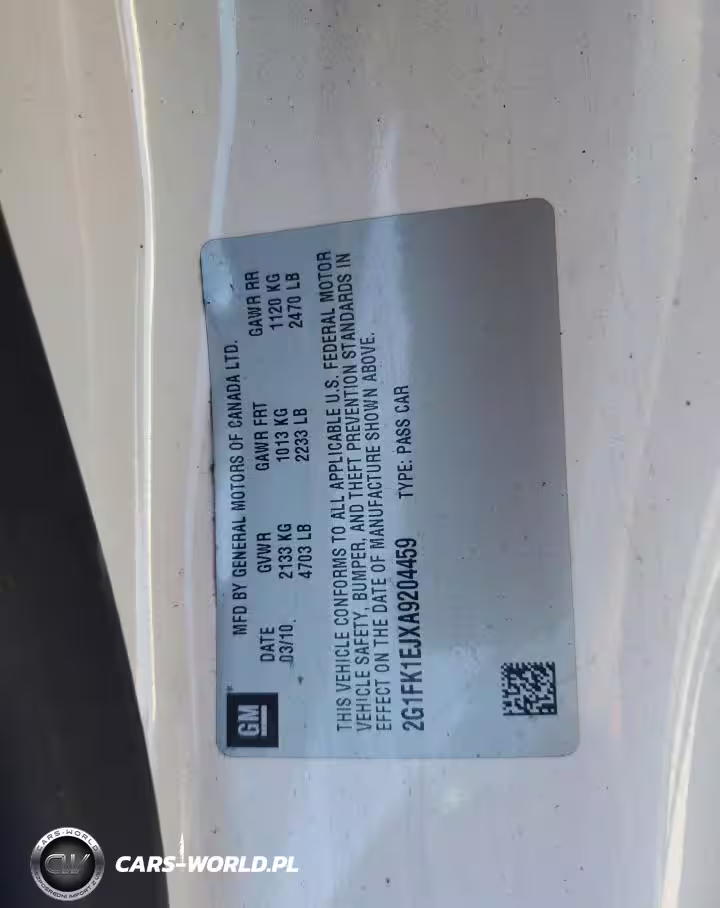 GM
MFD BY GENERAL MOTORS OF CANADA LTD.
DATE GVWR GAWR FRT GAWR RR
03/10 2133 KG 1013 KG 1120 KG
4703 LB 2233 LB 2470 LB
THIS VEHICLE CONFORMS TO ALL APPLICABLE U.S. FEDERAL MOTOR
VEHICLE SAFETY, BUMPER, AND THEFT PREVENTION STANDARDS IN
EFFECT ON THE DATE OF MANUFACTURE SHOWN ABOVE.
2G1FK1EJXA9204459 TYPE: PASS CAR
CARS-WORLD
CW
CARS-WORLD.PL